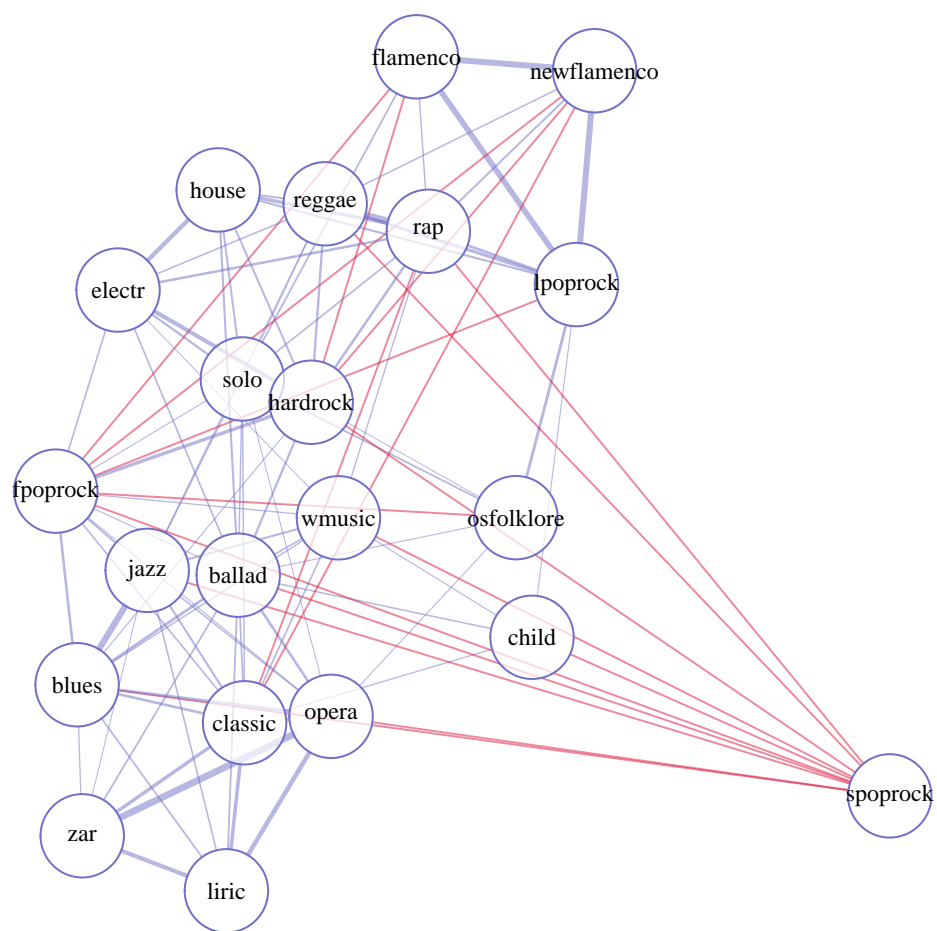 flamenco
newflamenco
house
reggae
rap
electr
lpoprock
solo
hardrock
fpoprock
wmusic
osfolklore
jazz
ballad
child
blues
classic
opera
spoprock
zar
liric